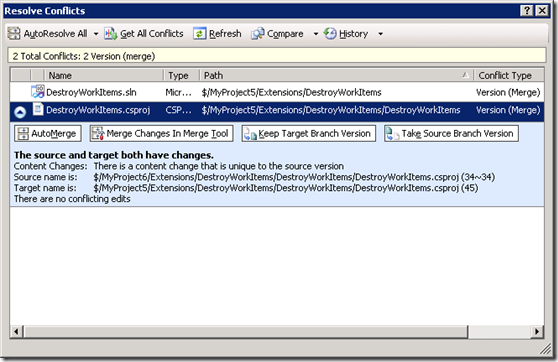 Resolve Conflicts
AutoResolve All Get All Conflicts Refresh Compare History
2 Total Conflicts: 2 Version (merge)
Name Type Path Conflict Type
DestroyWorkItems.sln Micr... $/MyProject5/Extensions/DestroyWorkItems Version (Merge)
DestroyWorkItems.csproj CSP... $/MyProject5/Extensions/DestroyWorkItems/DestroyWorkItems Version (Merge)
AutoMerge Merge Changes In Merge Tool Keep Target Branch Version Take Source Branch Version
The source and target both have changes.
Content Changes: There is a content change that is unique to the source version
Source name is: $/MyProject6/Extensions/DestroyWorkItems/DestroyWorkItems/DestroyWorkItems.csproj (34~34)
Target name is: $/MyProject5/Extensions/DestroyWorkItems/DestroyWorkItems/DestroyWorkItems.csproj (45)
There are no conflicting edits